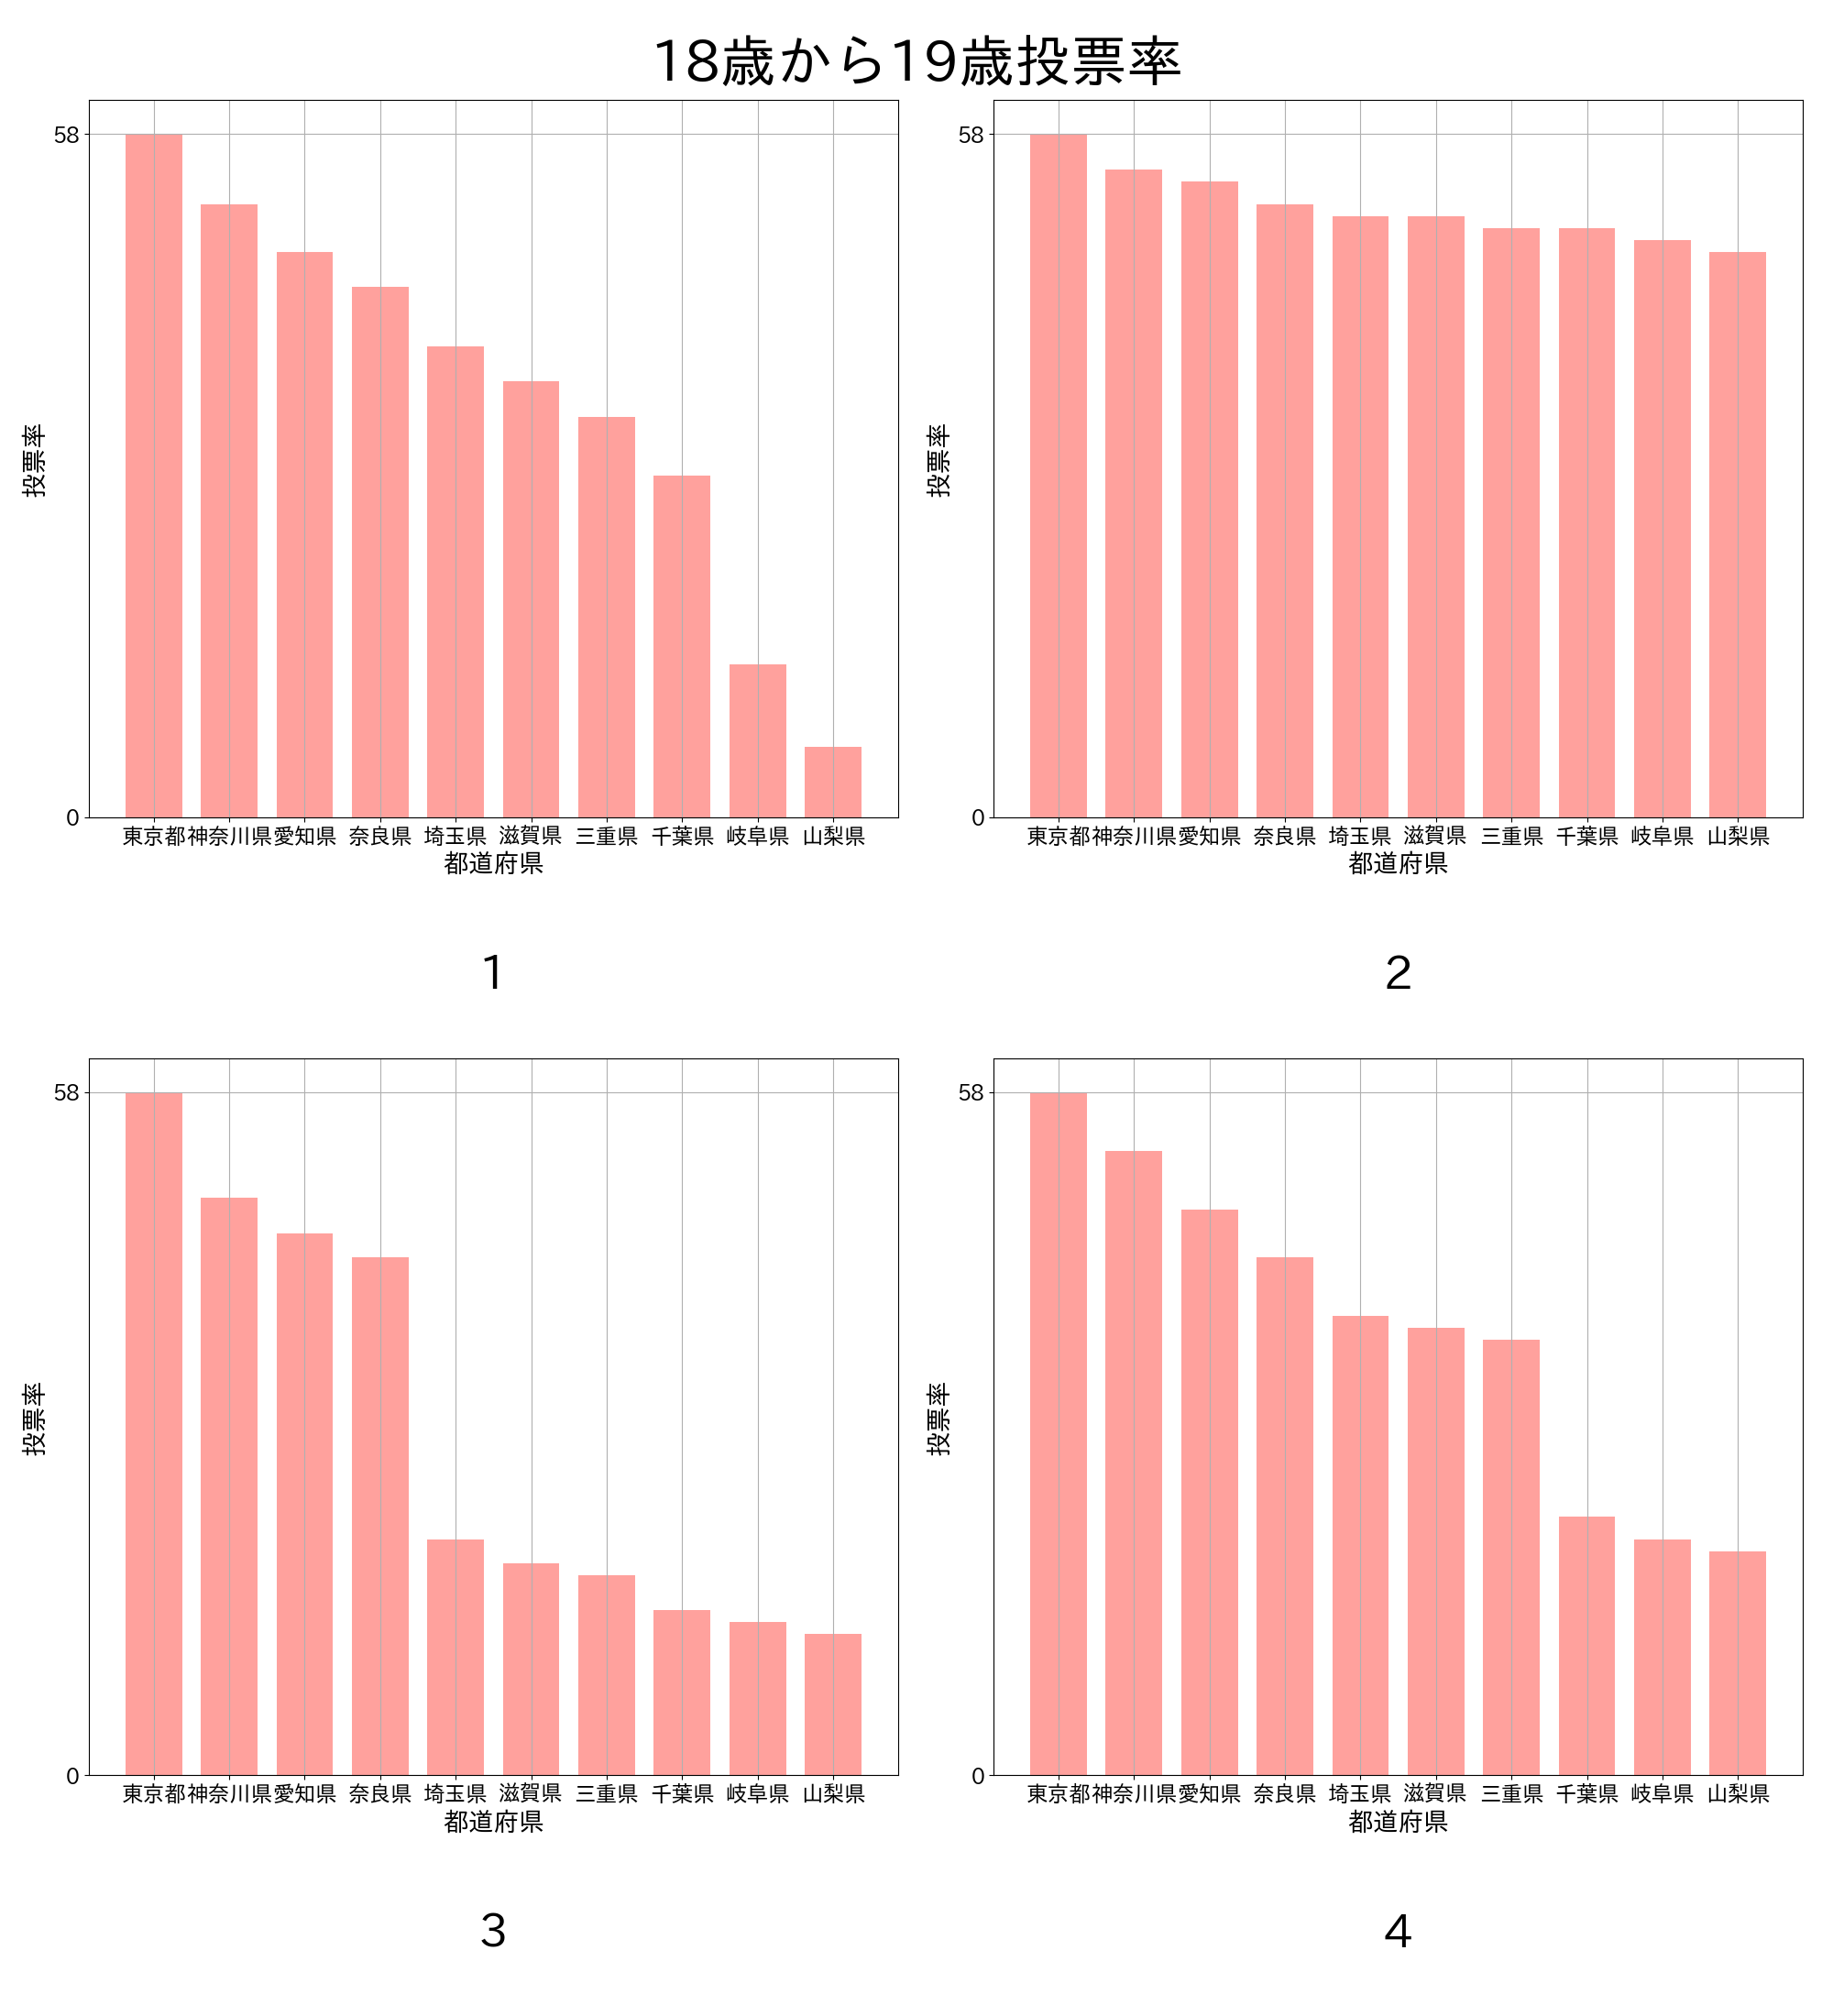 18歳から19歳投票率
58
0
投票率
東京都 神奈川県 愛知県 奈良県 埼玉県 滋賀県 三重県 千葉県 岐阜県 山梨県
都道府県
1
58
0
投票率
東京都 神奈川県 愛知県 奈良県 埼玉県 滋賀県 三重県 千葉県 岐阜県 山梨県
都道府県
2
58
0
投票率
東京都 神奈川県 愛知県 奈良県 埼玉県 滋賀県 三重県 千葉県 岐阜県 山梨県
都道府県
3
58
0
投票率
東京都 神奈川県 愛知県 奈良県 埼玉県 滋賀県 三重県 千葉県 岐阜県 山梨県
都道府県
4